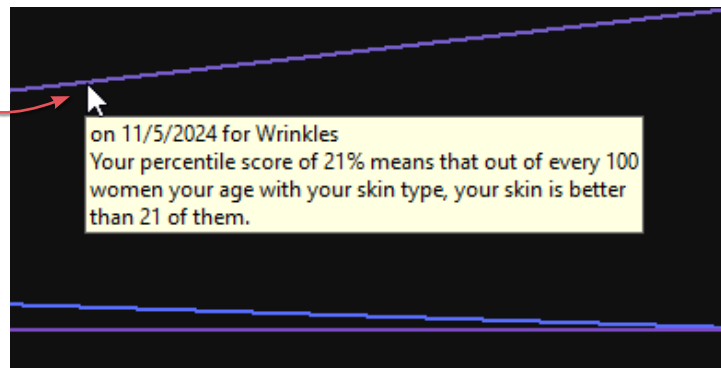 on 11/5/2024 for Wrinkles
Your percentile score of 21% means that out of every 100
women your age with your skin type, your skin is better
than 21 of them.